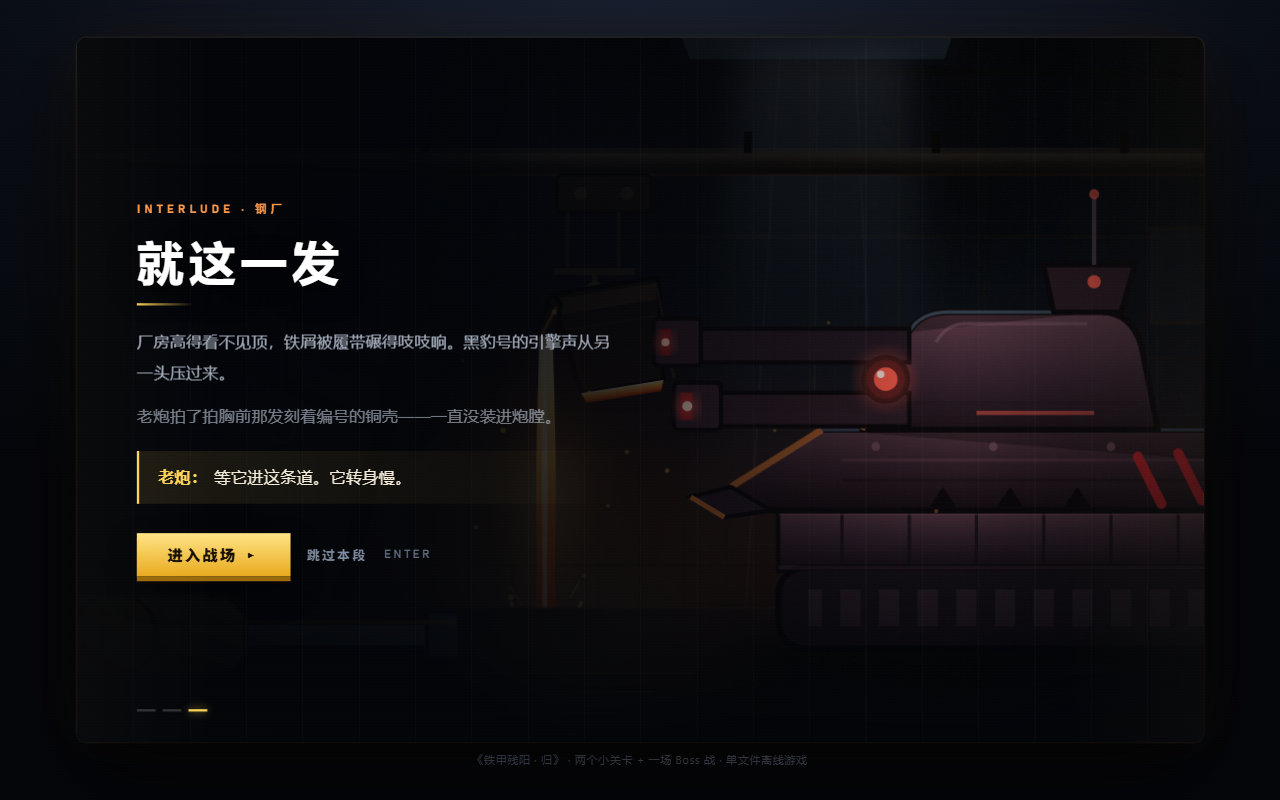 INTERLUDE · 钢厂
就这一发
厂房高得看不见顶，铁屑被履带碾得吱吱响。黑豹号的引擎声从另
一头压过来。
老炮拍了拍胸前那发刻着编号的铜壳——一直没装进炮膛。
老炮： 等它进这条道。它转身慢。
进入战场 ▸
跳过本段 ENTER
《铁甲残阳 · 归》 · 两个小关卡 + 一场 Boss 战 · 单文件离线游戏